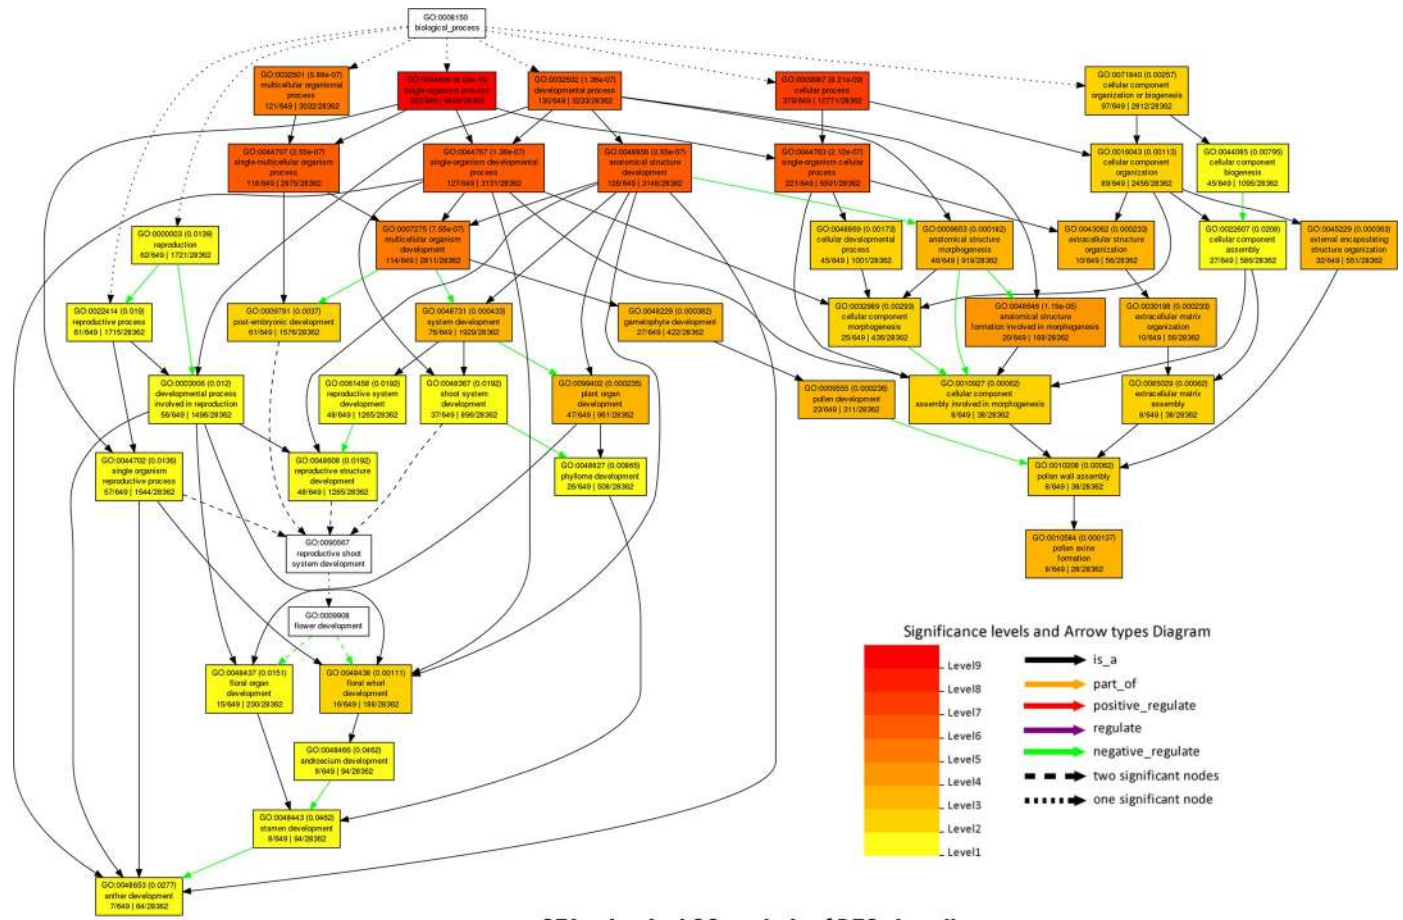 GO:0008150
biological_process
GO:0032501 (5.89e-07)
multicellular organismal
process
121/649 | 3032/28362
single-organism process
GO:0032502 (1.36e-07)
developmental process
130/649 | 3233/28362
cellular process
379/649 | 12771/28362
GO:0071840 (0.00257)
cellular component
organization or biogenesis
97/649 | 2812/28362
GO:0044707 (2.55e-07)
single-multicellular organism
process
118/649 | 2875/28362
GO:0044767 (1.36e-07)
single-organism developmental
process
127/649 | 3131/28362
GO:0048856 (2.55e-07)
anatomical structure
development
126/649 | 3146/28362
GO:0044763 (2.12e-07)
single-organism cellular
process
221/649 | 6591/28362
GO:0016043 (0.00113)
cellular component
organization
89/649 | 2456/28362
GO:0044085 (0.00795)
cellular component
biogenesis
45/649 | 1095/28362
GO:0000003 (0.0139)
reproduction
62/649 | 1721/28362
GO:0007275 (7.55e-07)
multicellular organism
development
114/649 | 2811/28362
GO:0048869 (0.00173)
cellular developmental
process
45/649 | 1001/28362
GO:0009653 (0.000182)
anatomical structure
morphogenesis
46/649 | 919/28362
GO:0043062 (0.000233)
extracellular structure
organization
10/649 | 56/28362
GO:0022607 (0.0208)
cellular component
assembly
27/649 | 586/28362
GO:0045229 (0.000363)
external encapsulating
structure organization
32/649 | 551/28362
GO:0022414 (0.019)
reproductive process
61/649 | 1715/28362
GO:0009791 (0.0037)
post-embryonic development
61/649 | 1576/28362
GO:0048731 (0.000433)
system development
76/649 | 1929/28362
GO:0048229 (0.000382)
gametophyte development
27/649 | 422/28362
GO:0032989 (0.00293)
cellular component
morphogenesis
25/649 | 436/28362
GO:0048646 (1.19e-05)
anatomical structure
formation involved in morphogenesis
20/649 | 188/28362
GO:0030198 (0.000233)
extracellular matrix
organization
10/649 | 56/28362
GO:0003006 (0.012)
developmental process
involved in reproduction
56/649 | 1496/28362
GO:0061458 (0.0192)
reproductive system
development
48/649 | 1265/28362
GO:0048367 (0.0192)
shoot system
development
37/649 | 896/28362
GO:0099402 (0.000235)
plant organ
development
47/649 | 961/28362
GO:0009555 (0.000236)
pollen development
23/649 | 311/28362
GO:0010927 (0.00062)
cellular component
assembly involved in morphogenesis
8/649 | 38/28362
GO:0085029 (0.00062)
extracellular matrix
assembly
8/649 | 38/28362
GO:0044702 (0.0136)
single organism
reproductive process
57/649 | 1544/28362
GO:0048608 (0.0192)
reproductive structure
development
48/649 | 1265/28362
GO:0048827 (0.00865)
phyllome development
26/649 | 508/28362
GO:0010208 (0.00062)
pollen wall assembly
8/649 | 38/28362
GO:0090567
reproductive shoot
system development
GO:0010584 (0.000137)
pollen exine
formation
8/649 | 28/28362
GO:0009908
flower development
GO:0048437 (0.0151)
floral organ
development
15/649 | 230/28362
GO:0048438 (0.00111)
floral whorl
development
16/649 | 188/28362
GO:0048466 (0.0462)
androecium development
8/649 | 94/28362
GO:0048443 (0.0462)
stamen development
8/649 | 94/28362
GO:0048653 (0.0277)
anther development
7/649 | 64/28362
Significance levels and Arrow types Diagram
Level9
Level8
Level7
Level6
Level5
Level4
Level3
Level2
Level1
is_a
part_of
positive_regulate
regulate
negative_regulate
two significant nodes
one significant node